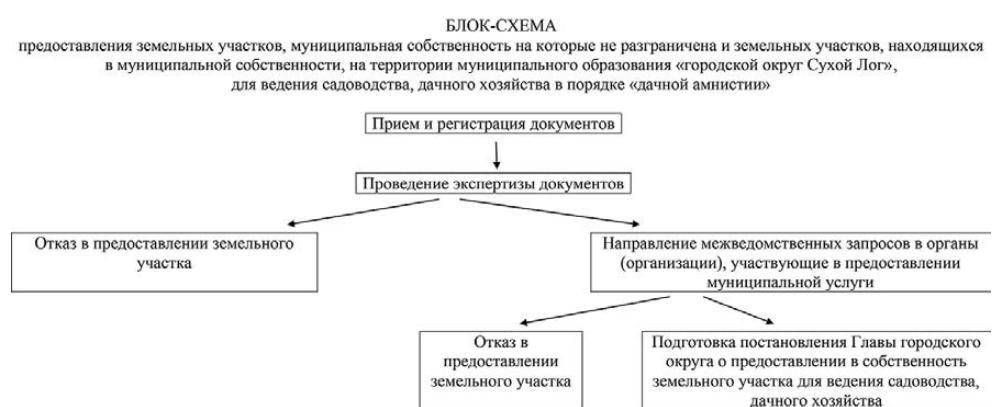 БЛОК-СХЕМА
предоставления земельных участков, муниципальная собственность на которые не разграничена и земельных участков, находящихся
в муниципальной собственности, на территории муниципального образования «городской округ Сухой Лог»,
для ведения садоводства, дачного хозяйства в порядке «дачной амнистии»
Прием и регистрация документов
Проведение экспертизы документов
Отказ в предоставлении земельного
участка
Направление межведомственных запросов в органы
(организации), участвующие в предоставлении
муниципальной услуги
Отказ в
предоставлении
земельного участка
Подготовка постановления Главы городского
округа о предоставлении в собственность
земельного участка для ведения садоводства,
дачного хозяйства